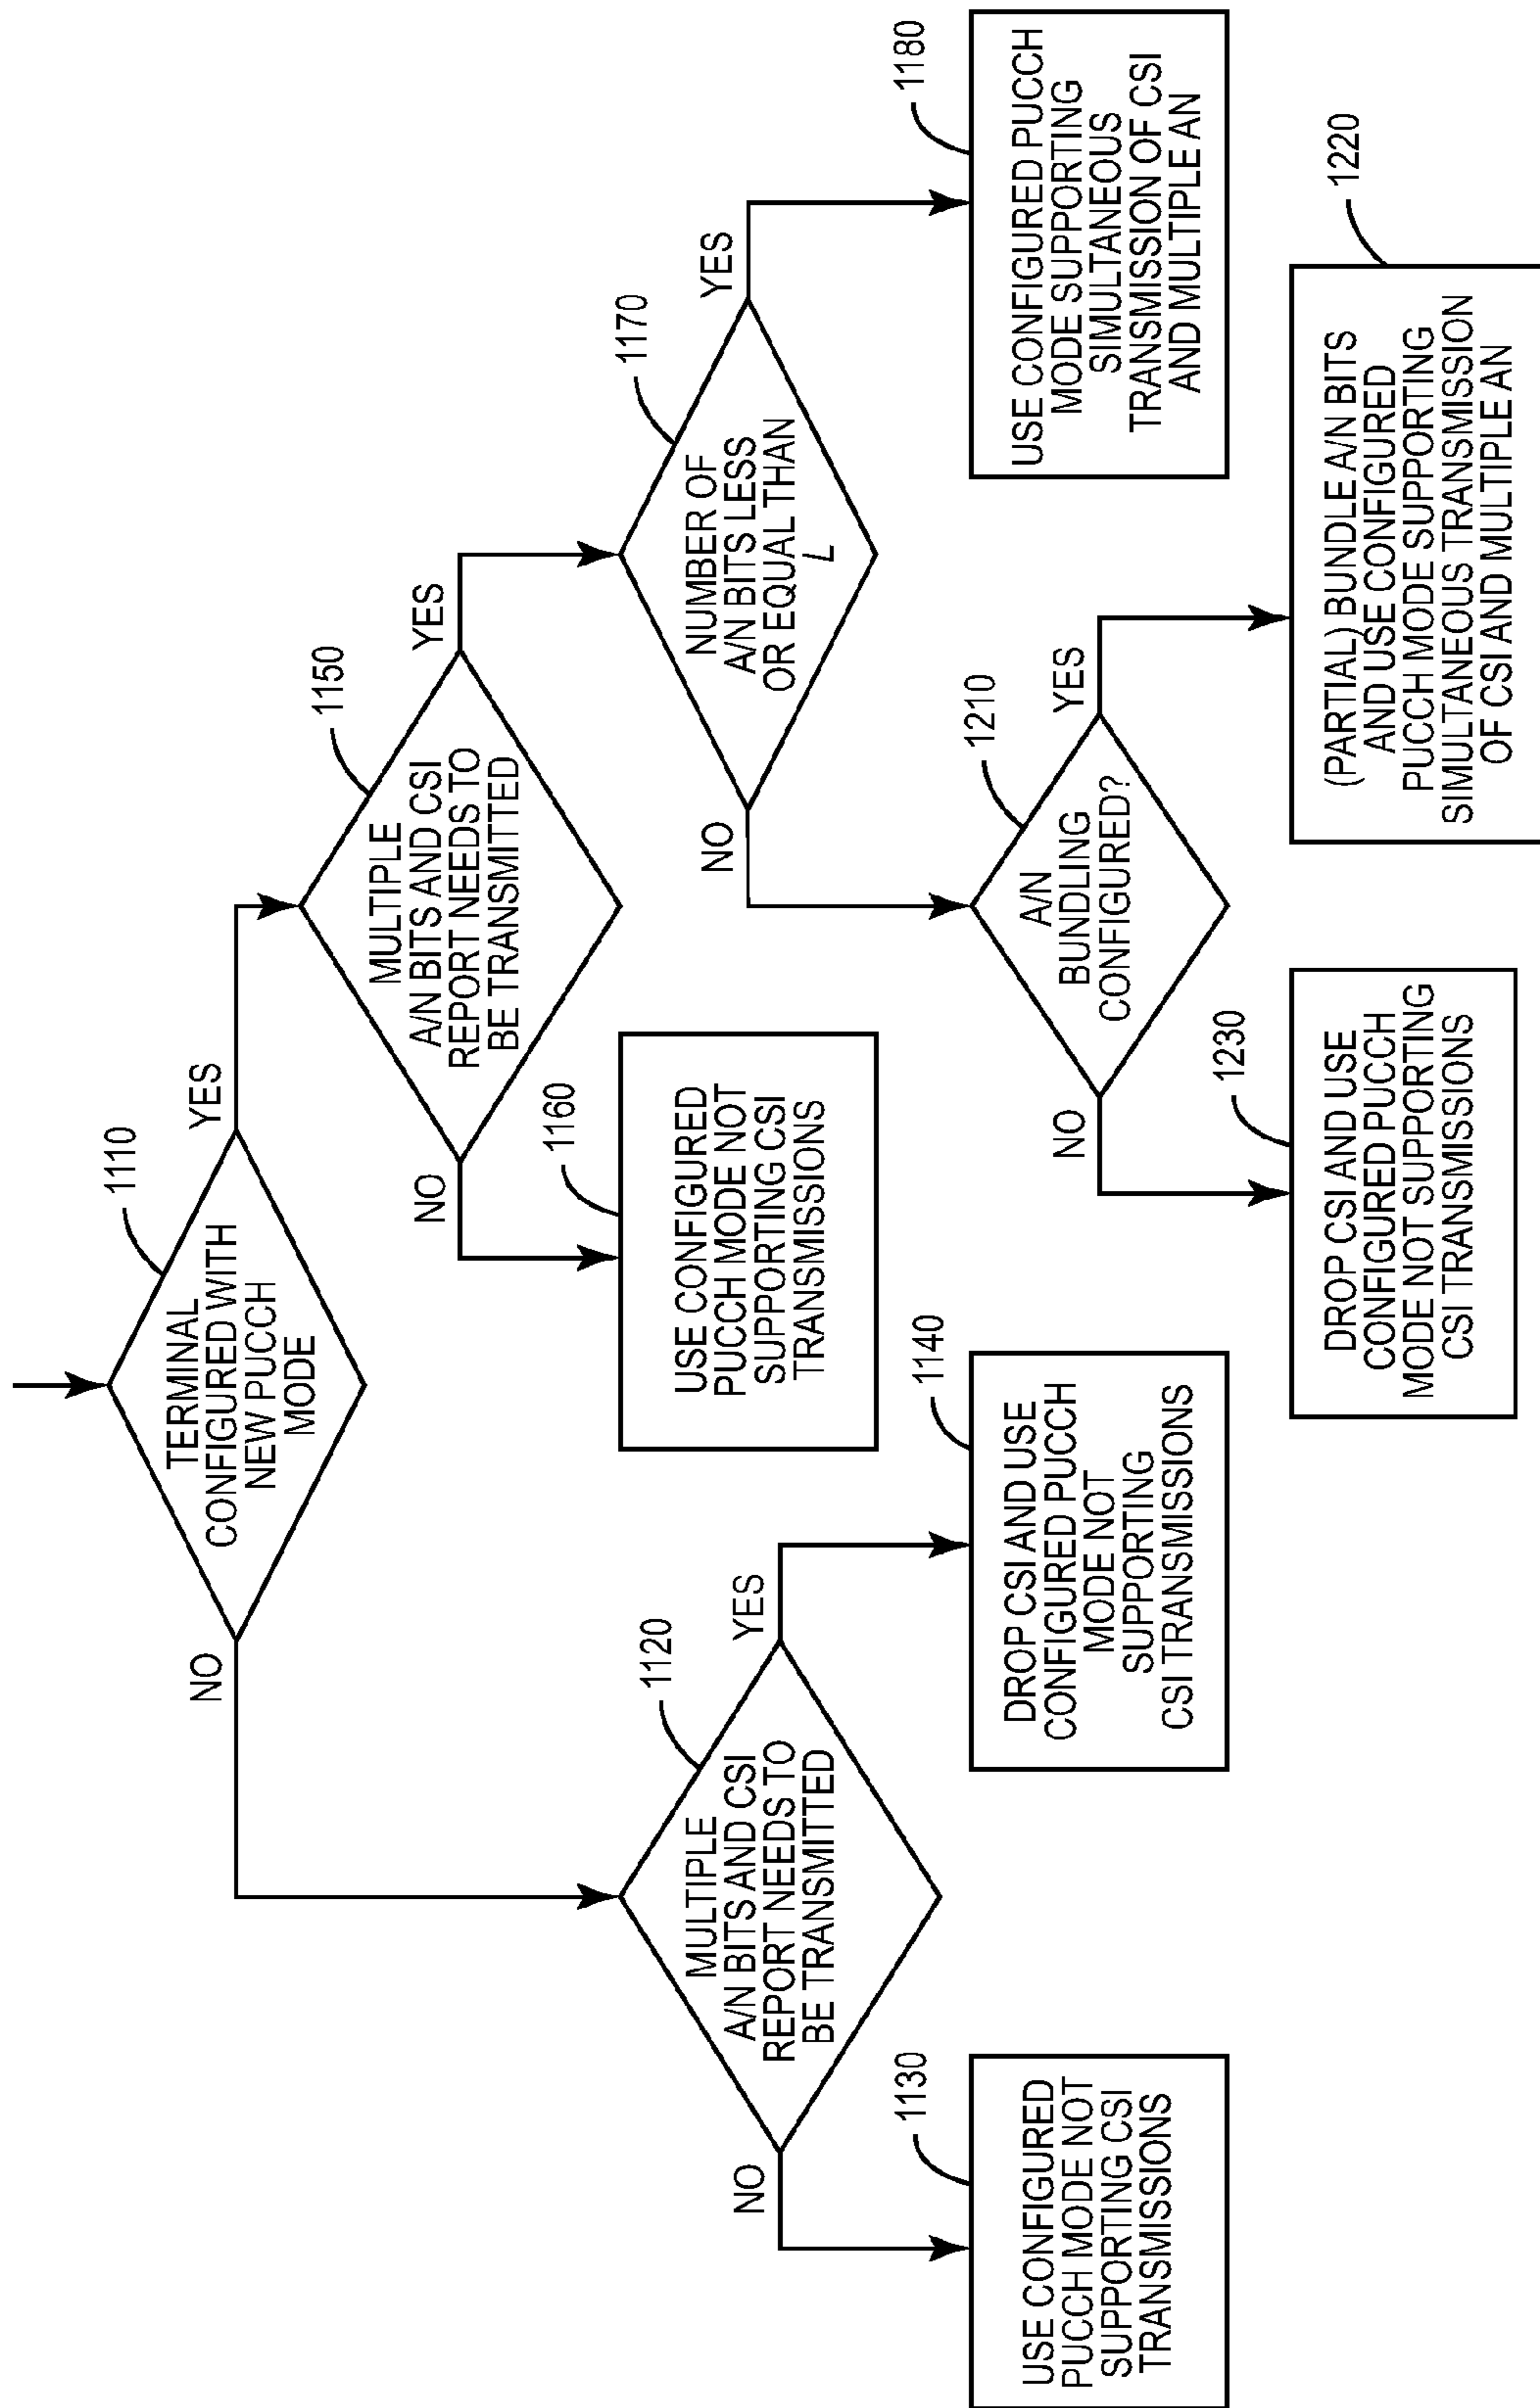 TERMINAL
CONFIGURED WITH
NEW PUCCH
MODE
1110
NO
YES
MULTIPLE
A/N BITS AND CSI
REPORT NEEDS TO
BE TRANSMITTED
1120
NO
YES
USE CONFIGURED
PUCCH MODE NOT
SUPPORTING CSI
TRANSMISSIONS
1130
DROP CSI AND USE
CONFIGURED PUCCH
MODE NOT
SUPPORTING
CSI TRANSMISSIONS
1140
MULTIPLE
A/N BITS AND CSI
REPORT NEEDS TO
BE TRANSMITTED
1150
NO
YES
USE CONFIGURED
PUCCH MODE NOT
SUPPORTING CSI
TRANSMISSIONS
1160
NUMBER OF
A/N BITS LESS
OR EQUAL THAN
L
1170
NO
YES
USE CONFIGURED PUCCH
MODE SUPPORTING
SIMULTANEOUS
TRANSMISSION OF CSI
AND MULTIPLE AN
1180
A/N
BUNDLING
CONFIGURED?
1210
NO
YES
DROP CSI AND USE
CONFIGURED PUCCH
MODE NOT SUPPORTING
CSI TRANSMISSIONS
1230
(PARTIAL) BUNDLE A/N BITS
AND USE CONFIGURED
PUCCH MODE SUPPORTING
SIMULTANEOUS TRANSMISSION
OF CSI AND MULTIPLE AN
1220